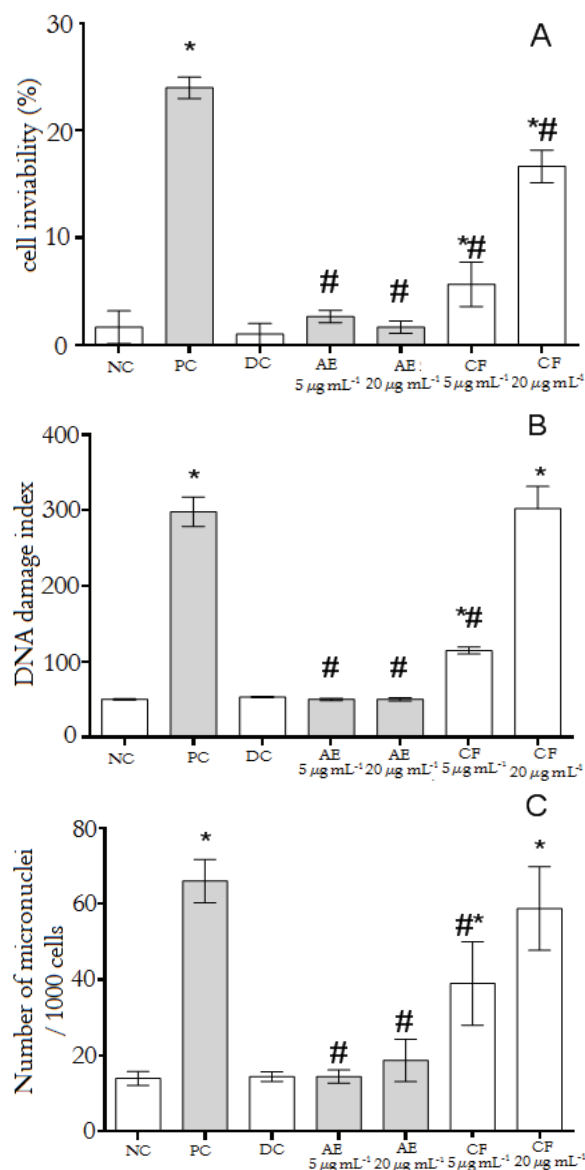 A
cell inviability (%)
30
20
10
0
*
#
#
*#
*#
NC
PC
DC
AE
5 µg mL⁻¹
AE
20 µg mL⁻¹
CF
5 µg mL⁻¹
CF
20 µg mL⁻¹
B
DNA damage index
400
300
200
100
0
*
#
#
*#
*
NC
PC
DC
AE
5 µg mL⁻¹
AE
20 µg mL⁻¹
CF
5 µg mL⁻¹
CF
20 µg mL⁻¹
C
Number of micronuclei
/ 1000 cells
80
60
40
20
0
*
#
#
#*
*
NC
PC
DC
AE
5 µg mL⁻¹
AE
20 µg mL⁻¹
CF
5 µg mL⁻¹
CF
20 µg mL⁻¹